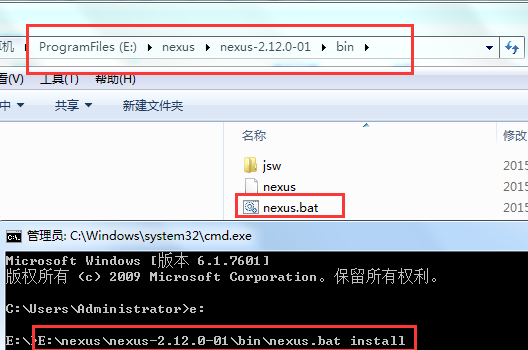 ProgramFiles (E:) nexus nexus-2.12.0-01 bin
看(V) 工具(T) 帮助(H)
中 共享 新建文件夹
名称 修改
jsw 2015
nexus 2015
nexus.bat 2015
管理员: C:\Windows\system32\cmd.exe
Microsoft Windows [版本 6.1.7601]
版权所有 (c) 2009 Microsoft Corporation。保留所有权利。
C:\Users\Administrator>e:
E:\>E:\nexus\nexus-2.12.0-01\bin\nexus.bat install